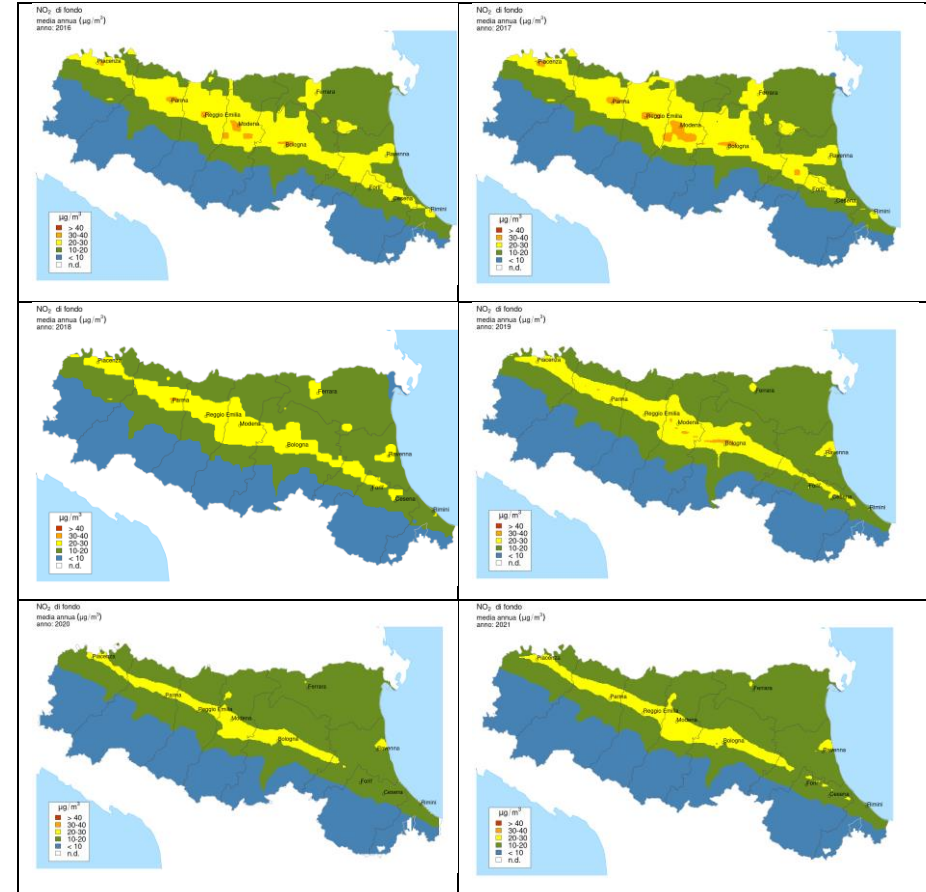 NO₂ di fondo
media annua (μg/m³)
anno: 2016
Piacenza
Parma
Reggio Emilia
Modena
Bologna
Ferrara
Ravenna
Forlì
Cesena
Rimini
μg/m³
> 40
30-40
20-30
10-20
< 10
n.d.
NO₂ di fondo
media annua (μg/m³)
anno: 2017
Piacenza
Parma
Reggio Emilia
Modena
Bologna
Ferrara
Ravenna
Forlì
Cesena
Rimini
μg/m³
> 40
30-40
20-30
10-20
< 10
n.d.
NO₂ di fondo
media annua (μg/m³)
anno: 2018
Piacenza
Parma
Reggio Emilia
Modena
Bologna
Ferrara
Ravenna
Forlì
Cesena
Rimini
μg/m³
> 40
30-40
20-30
10-20
< 10
n.d.
NO₂ di fondo
media annua (μg/m³)
anno: 2019
Piacenza
Parma
Reggio Emilia
Modena
Bologna
Ferrara
Ravenna
Forlì
Cesena
Rimini
μg/m³
> 40
30-40
20-30
10-20
< 10
n.d.
NO₂ di fondo
media annua (μg/m³)
anno: 2020
Piacenza
Parma
Reggio Emilia
Modena
Bologna
Ferrara
Ravenna
Forlì
Cesena
Rimini
μg/m³
> 40
30-40
20-30
10-20
< 10
n.d.
NO₂ di fondo
media annua (μg/m³)
anno: 2021
Piacenza
Parma
Reggio Emilia
Modena
Bologna
Ferrara
Ravenna
Forlì
Cesena
Rimini
μg/m³
> 40
30-40
20-30
10-20
< 10
n.d.